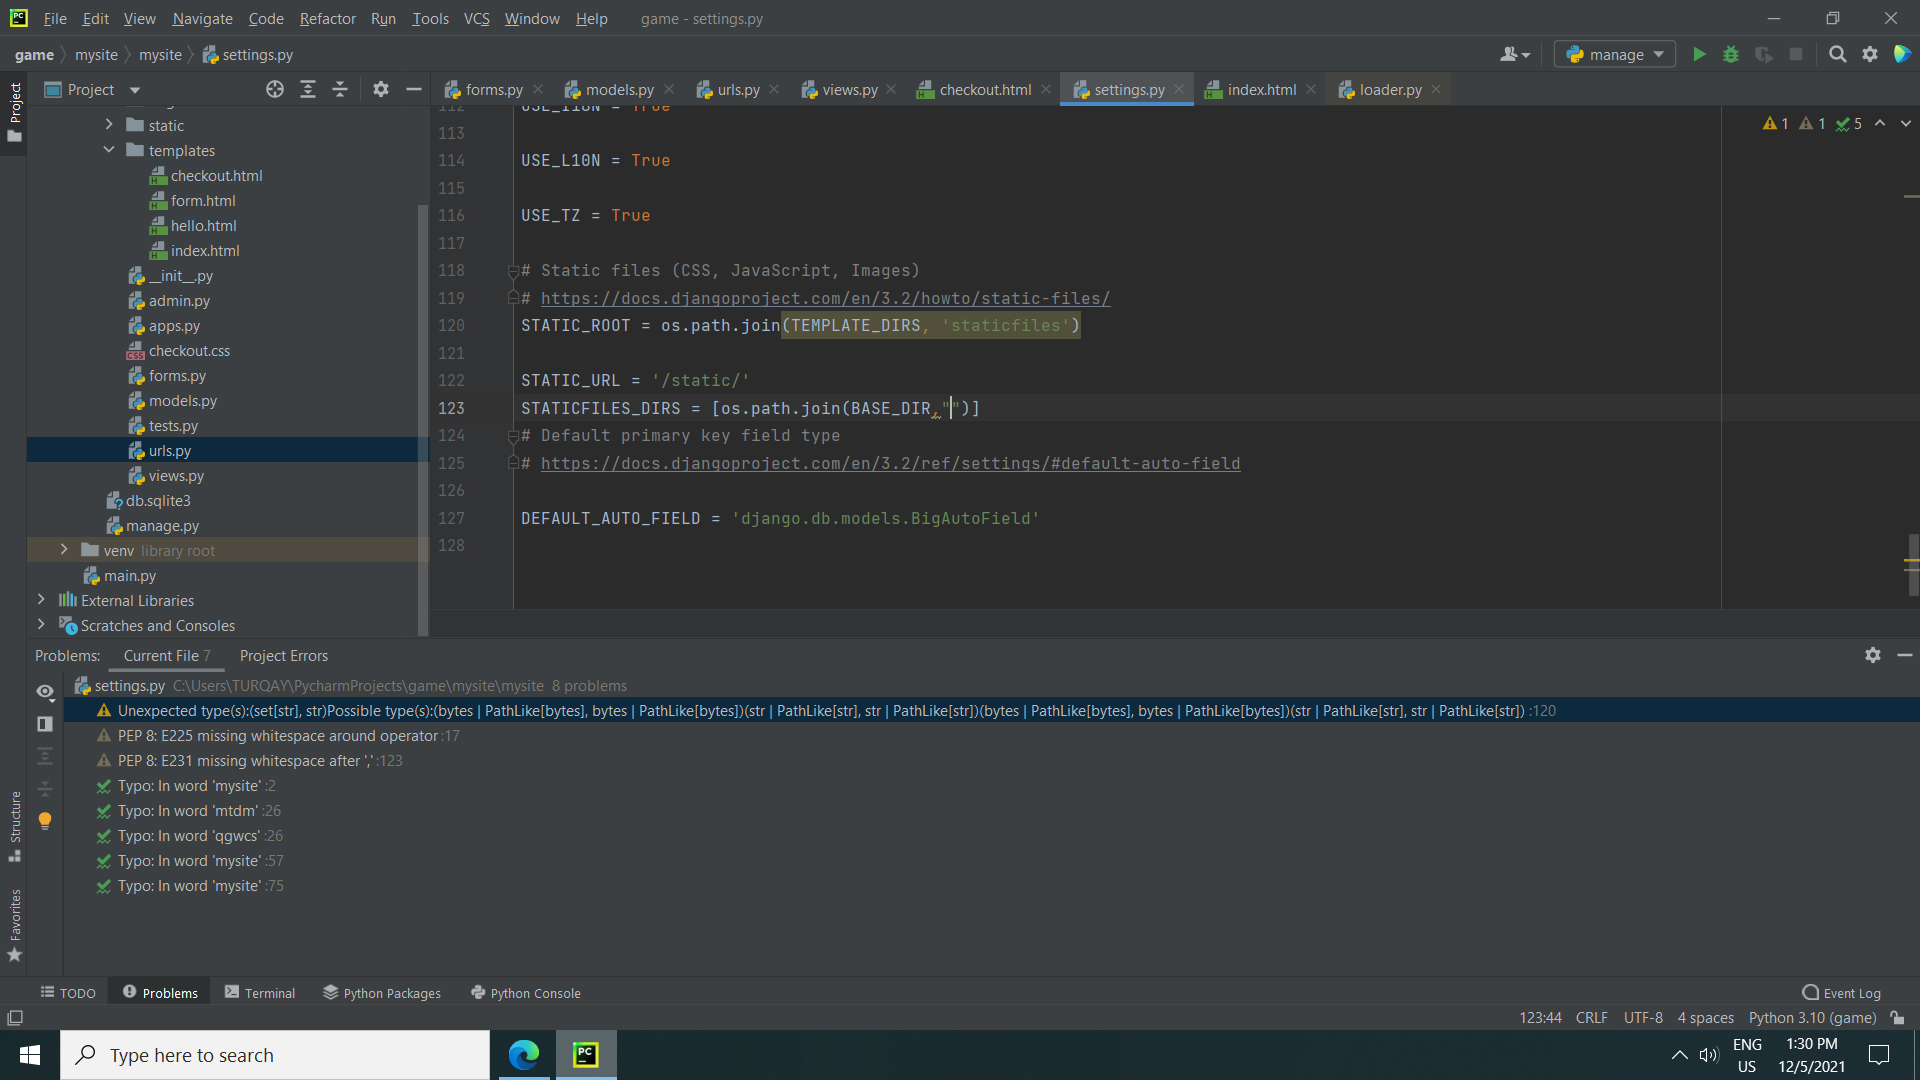 File Edit View Navigate Code Refactor Run Tools VCS Window Help game - settings.py
game mysite mysite settings.py manage
Project forms.py models.py urls.py views.py checkout.html settings.py index.html loader.py
Project
static
templates
checkout.html
form.html
hello.html
index.html
__init__.py
admin.py
apps.py
checkout.css
forms.py
models.py
tests.py
urls.py
views.py
db.sqlite3
manage.py
venv library root
main.py
External Libraries
Scratches and Consoles
112 USE_I18N = True
113
114 USE_L10N = True
115
116 USE_TZ = True
117
118 # Static files (CSS, JavaScript, Images)
119 # https://docs.djangoproject.com/en/3.2/howto/static-files/
120 STATIC_ROOT = os.path.join(TEMPLATE_DIRS, 'staticfiles')
121
122 STATIC_URL = '/static/'
123 STATICFILES_DIRS = [os.path.join(BASE_DIR,"")]
124 # Default primary key field type
125 # https://docs.djangoproject.com/en/3.2/ref/settings/#default-auto-field
126
127 DEFAULT_AUTO_FIELD = 'django.db.models.BigAutoField'
128
1 1 5
Problems: Current File 7 Project Errors
settings.py C:\Users\TURQAY\PycharmProjects\game\mysite\mysite 8 problems
Unexpected type(s):(set[str], str)Possible type(s):(bytes | PathLike[bytes], bytes | PathLike[bytes])(str | PathLike[str], str | PathLike[str])(bytes | PathLike[bytes], bytes | PathLike[bytes])(str | PathLike[str], str | PathLike[str]) :120
PEP 8: E225 missing whitespace around operator :17
PEP 8: E231 missing whitespace after ',' :123
Typo: In word 'mysite' :2
Typo: In word 'mtdm' :26
Typo: In word 'qgwcs' :26
Typo: In word 'mysite' :57
Typo: In word 'mysite' :75
Structure
Favorites
TODO Problems Terminal Python Packages Python Console Event Log
123:44 CRLF UTF-8 4 spaces Python 3.10 (game)
Type here to search
PC
ENG
US
1:30 PM
12/5/2021